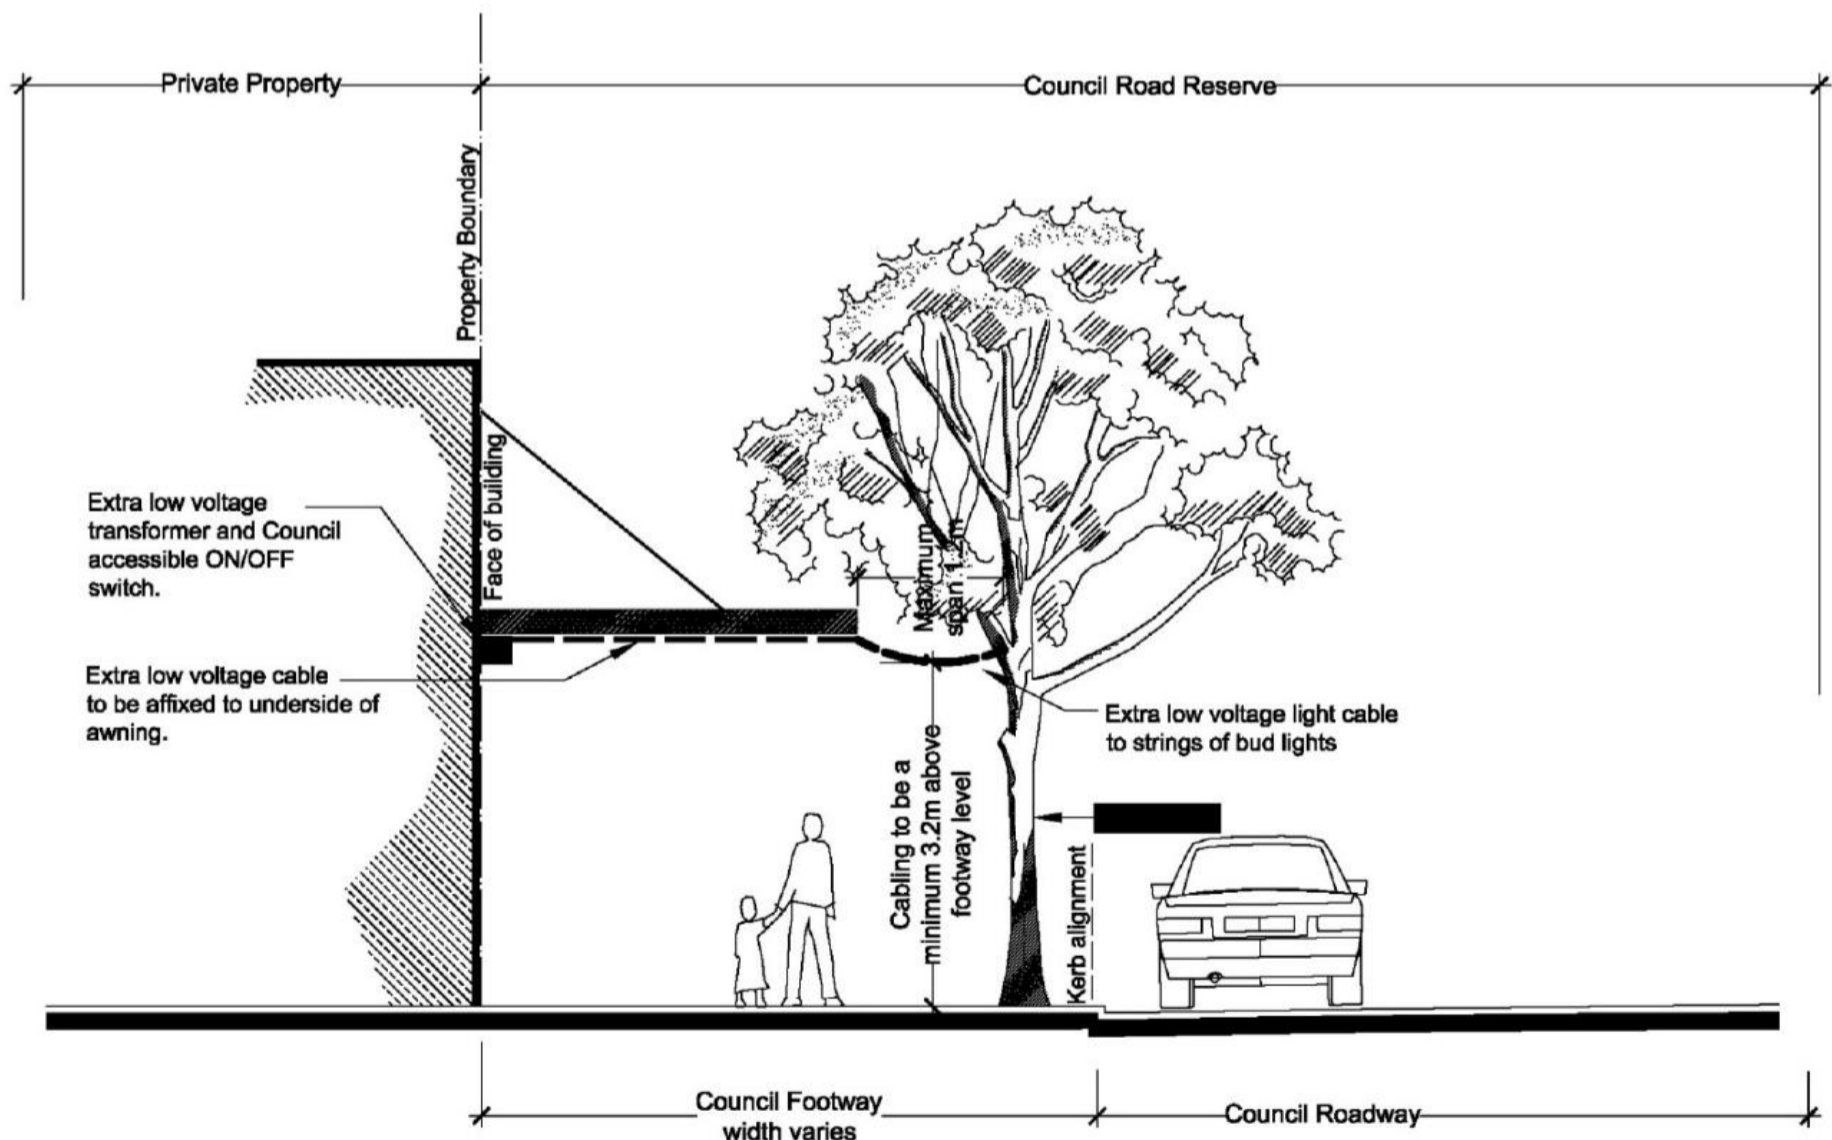 Private Property
Council Road Reserve
Property Boundary
Face of building
Extra low voltage
transformer and Council
accessible ON/OFF
switch.
Maximum
span 1.2m
Extra low voltage cable
to be affixed to underside of
awning.
Extra low voltage light cable
to strings of bud lights
Cabling to be a
minimum 3.2m above
footway level
Kerb alignment
Council Footway
width varies
Council Roadway